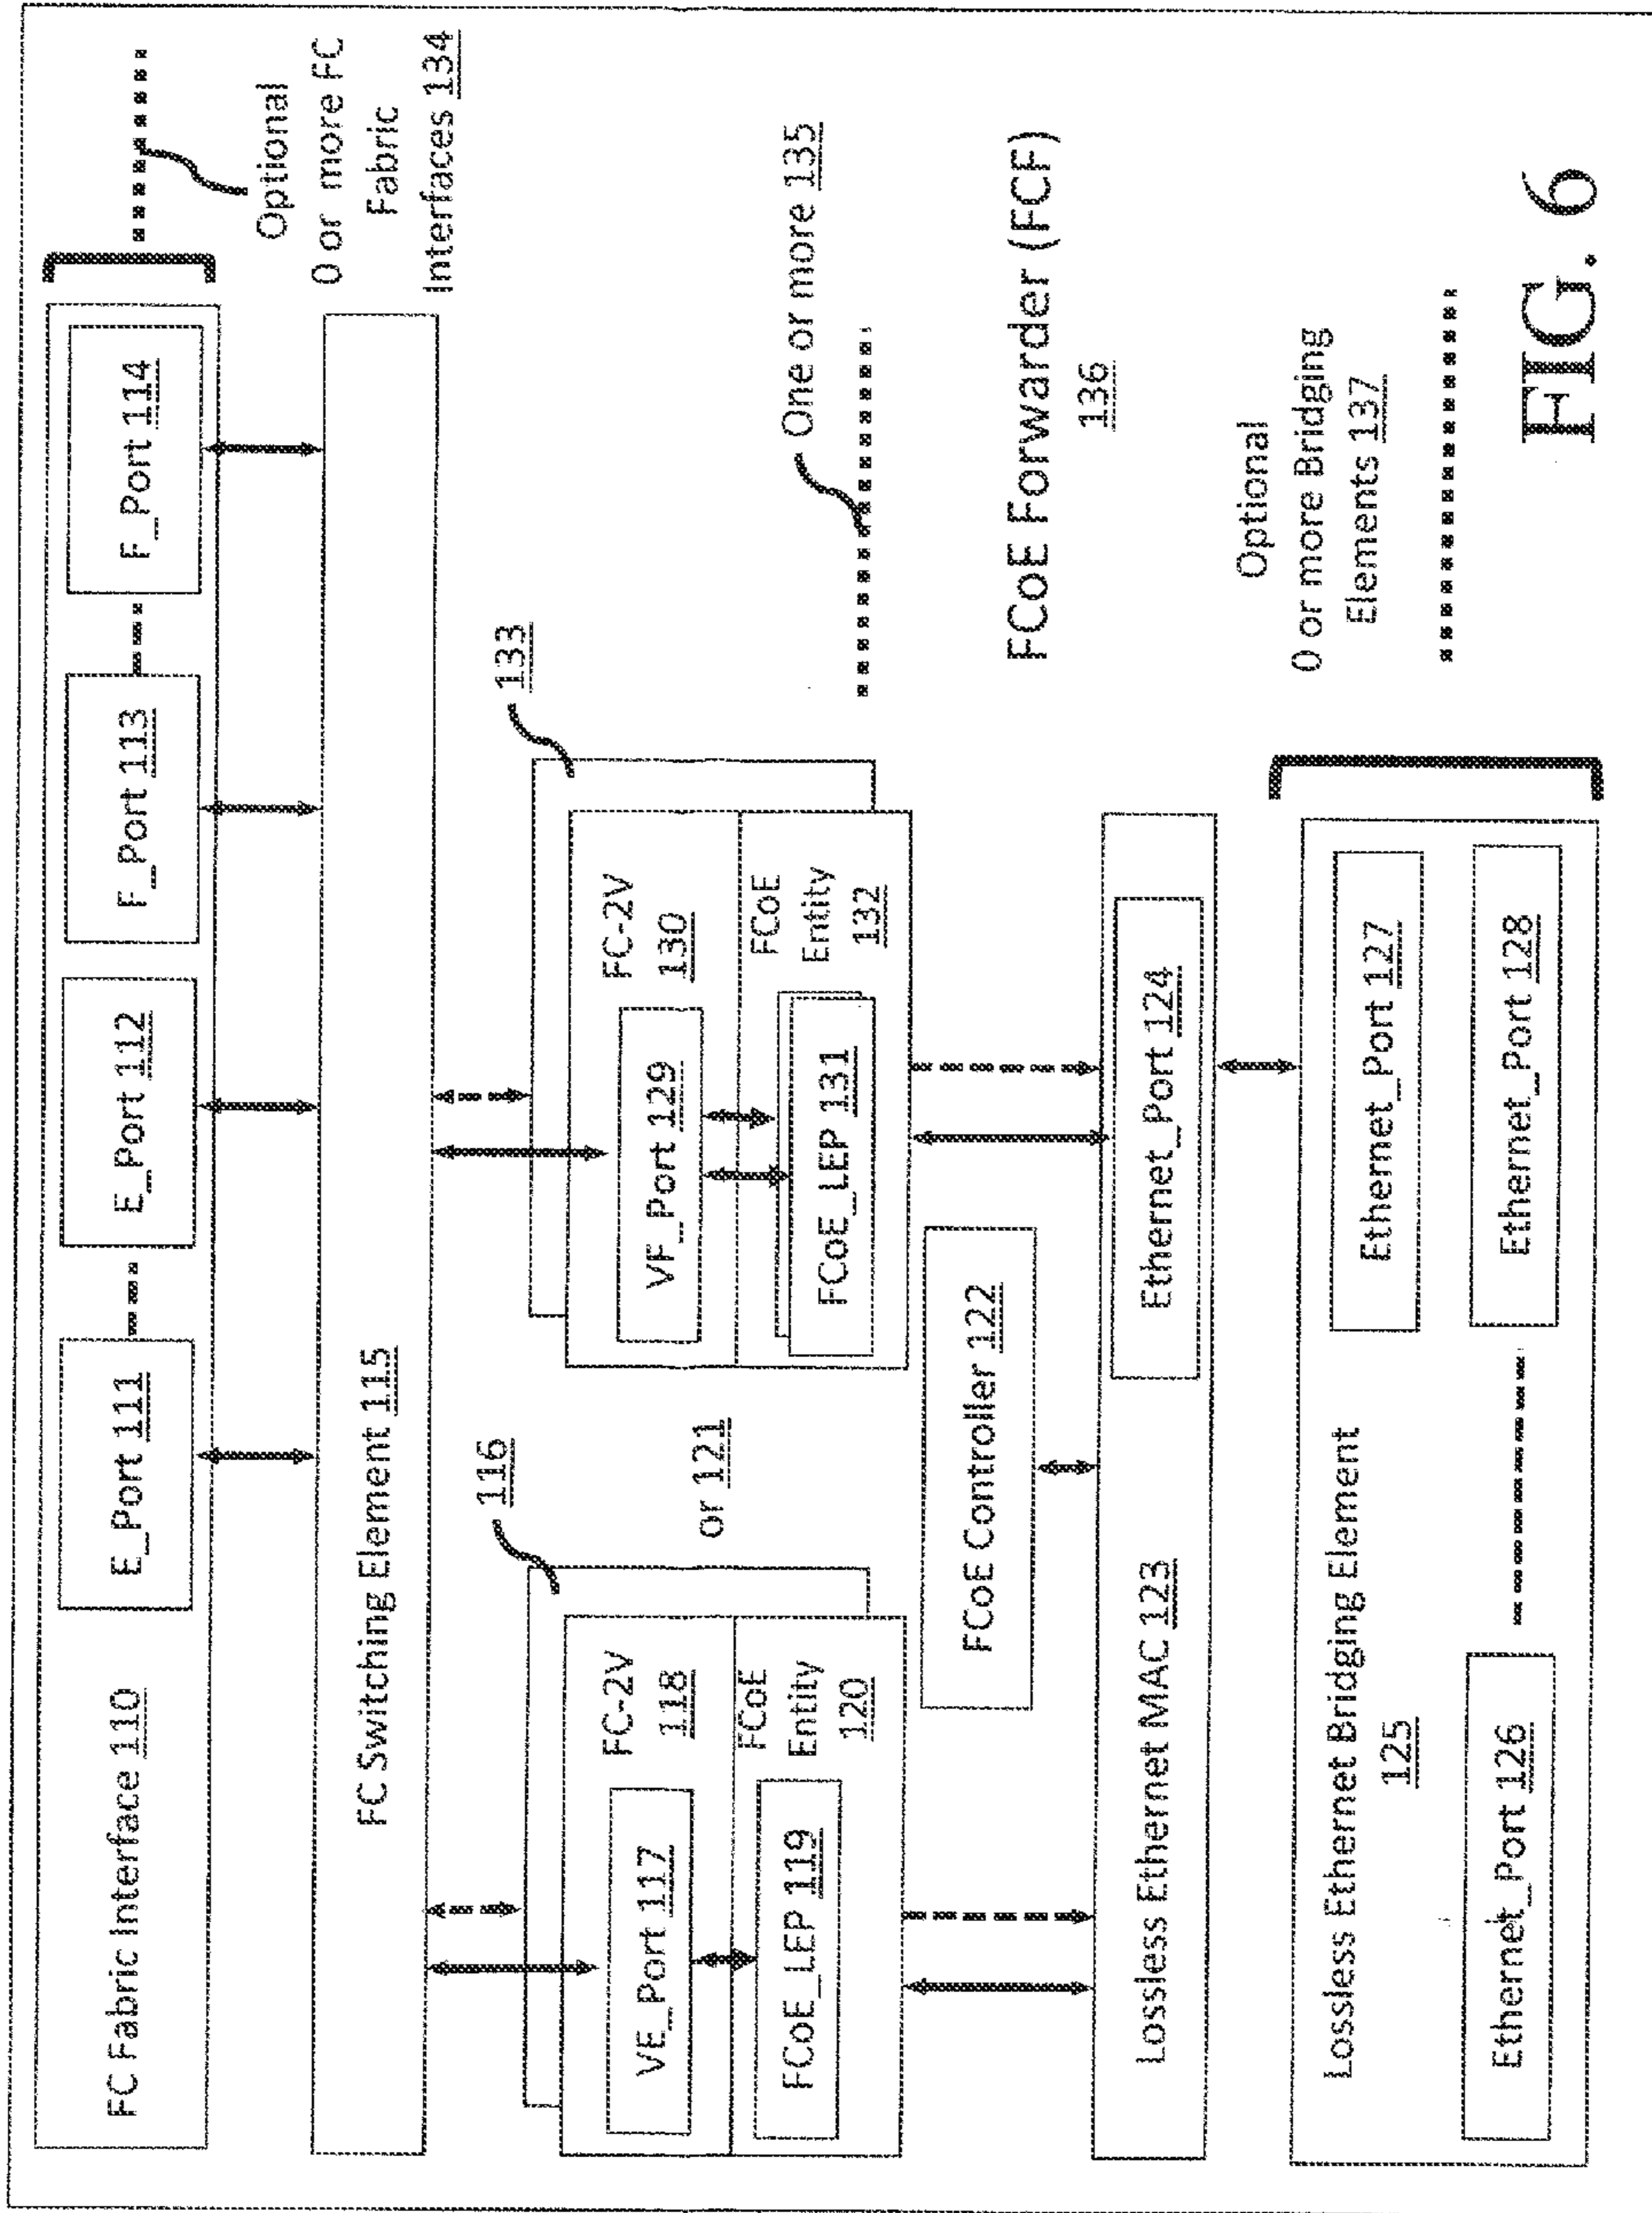 FC Fabric Interface 110
E_Port 111
E_Port 112
F_Port 113
F_Port 114
Optional
0 or more FC
Fabric
Interfaces 134
FC Switching Element 115
116
FC-2V
118
VE_Port 117
FCoE
Entity
120
FCoE_LEP 119
or 121
133
FC-2V
130
VF_Port 129
FCoE
Entity
132
FCoE_LEP 131
One or more 135
FCoE Controller 122
FCoE Forwarder (FCF)
136
Lossless Ethernet MAC 123
Ethernet_Port 124
Lossless Ethernet Bridging Element
125
Ethernet_Port 126
Ethernet_Port 127
Ethernet_Port 128
Optional
0 or more Bridging
Elements 137
FIG. 6